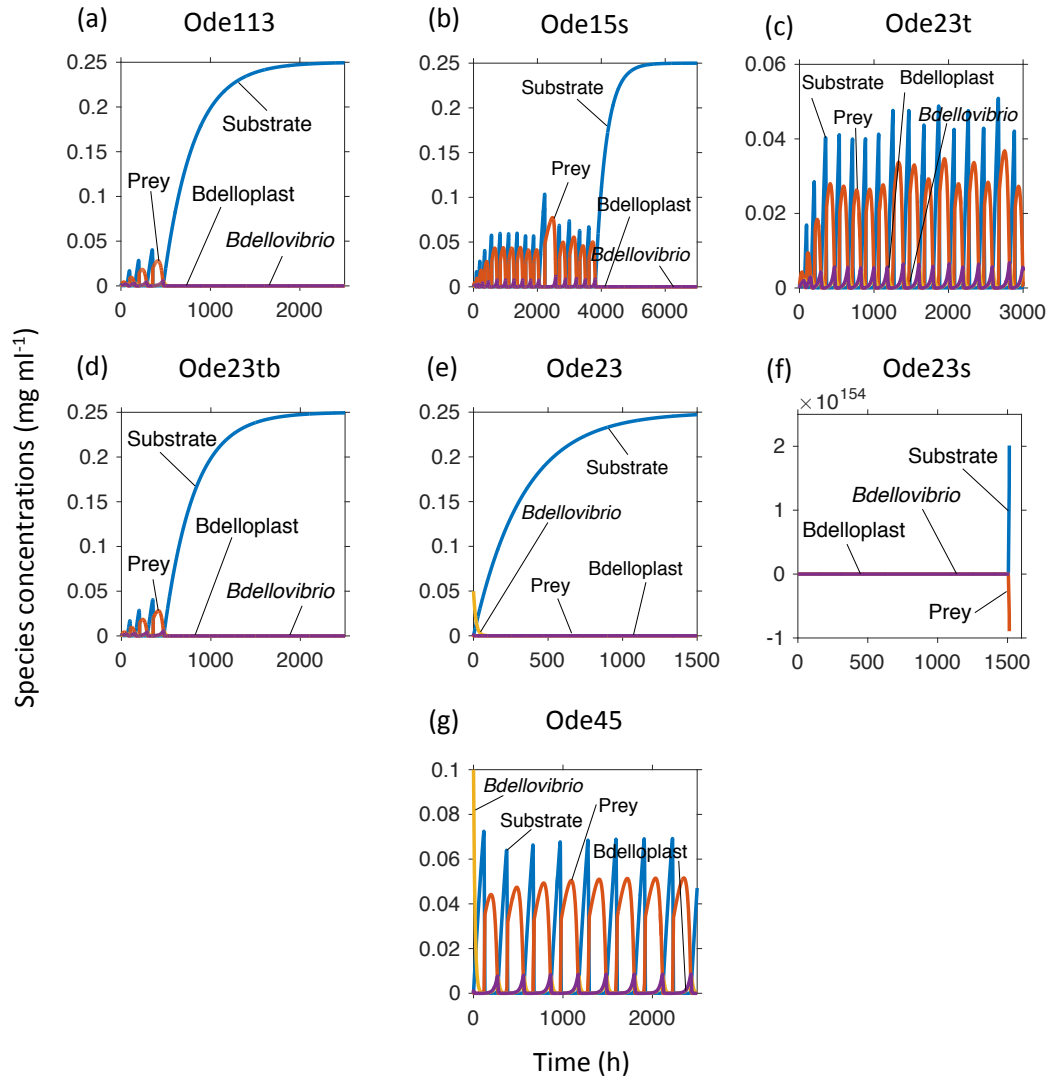 (a) Ode113
0.25
0.2
0.15
0.1
0.05
0
Substrate
Prey
Bdelloplast
Bdellovibrio
0 1000 2000
(b) Ode15s
0.25
0.2
0.15
0.1
0.05
0
Substrate
Prey
Bdelloplast
Bdellovibrio
0 2000 4000 6000
(c) Ode23t
0.06
0.04
0.02
0
Substrate
Prey
Bdelloplast
Bdellovibrio
0 1000 2000 3000
(d) Ode23tb
0.25
0.2
0.15
0.1
0.05
0
Substrate
Bdelloplast
Prey
Bdellovibrio
0 1000 2000
(e) Ode23
0.25
0.2
0.15
0.1
0.05
0
Substrate
Bdellovibrio
Prey
Bdelloplast
0 500 1000 1500
(f) Ode23s
× 10^154
2
1
0
-1
Substrate
Bdellovibrio
Bdelloplast
Prey
0 500 1000 1500
(g) Ode45
0.1
0.08
0.06
0.04
0.02
0
Bdellovibrio
Substrate
Prey
Bdelloplast
0 1000 2000
Species concentrations (mg ml⁻¹)
Time (h)